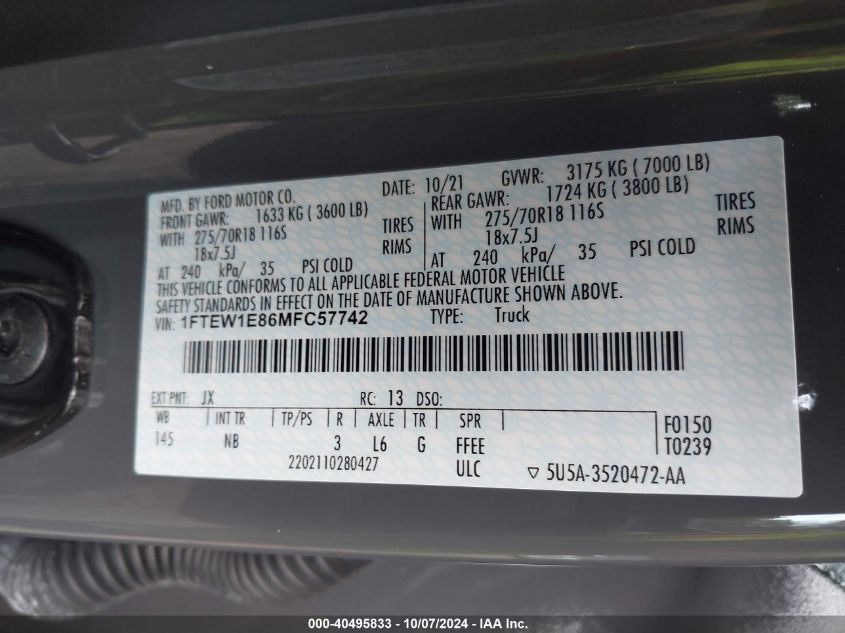 MFD. BY FORD MOTOR CO.
DATE: 10/21 GVWR: 3175 KG ( 7000 LB)
FRONT GAWR: 1633 KG ( 3600 LB)
REAR GAWR: 1724 KG ( 3800 LB)
WITH 275/70R18 116S TIRES
WITH 275/70R18 116S TIRES
18x7.5J RIMS
18x7.5J RIMS
AT 240 kPa/ 35 PSI COLD
AT 240 kPa/ 35 PSI COLD
THIS VEHICLE CONFORMS TO ALL APPLICABLE FEDERAL MOTOR VEHICLE
SAFETY STANDARDS IN EFFECT ON THE DATE OF MANUFACTURE SHOWN ABOVE.
VIN: 1FTEW1E86MFC57742 TYPE: Truck
EXT PNT: JX RC: 13 DSO:
WB INT TR TP/PS R AXLE TR SPR
145 NB 3 L6 G FFEE
F0150
T0239
2202110280427 ULC ▽ 5U5A-3520472-AA
000-40495833 - 10/07/2024 - IAA Inc.